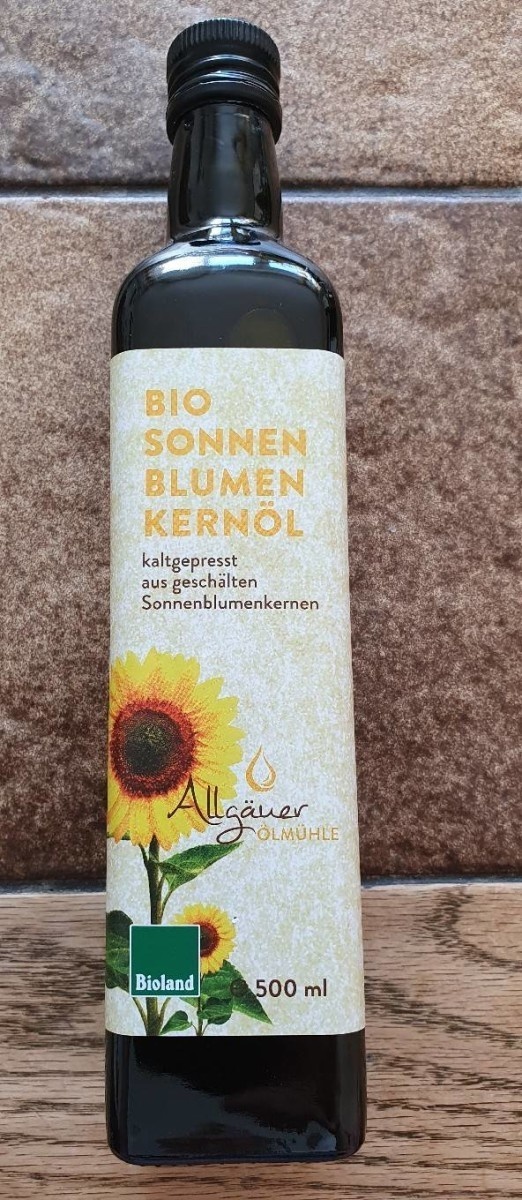 BIO
SONNEN
BLUMEN
KERNÖL
kaltgepresst
aus geschälten
Sonnenblumenkernen
Allgäuer
ÖLMÜHLE
Bioland
℮ 500 ml